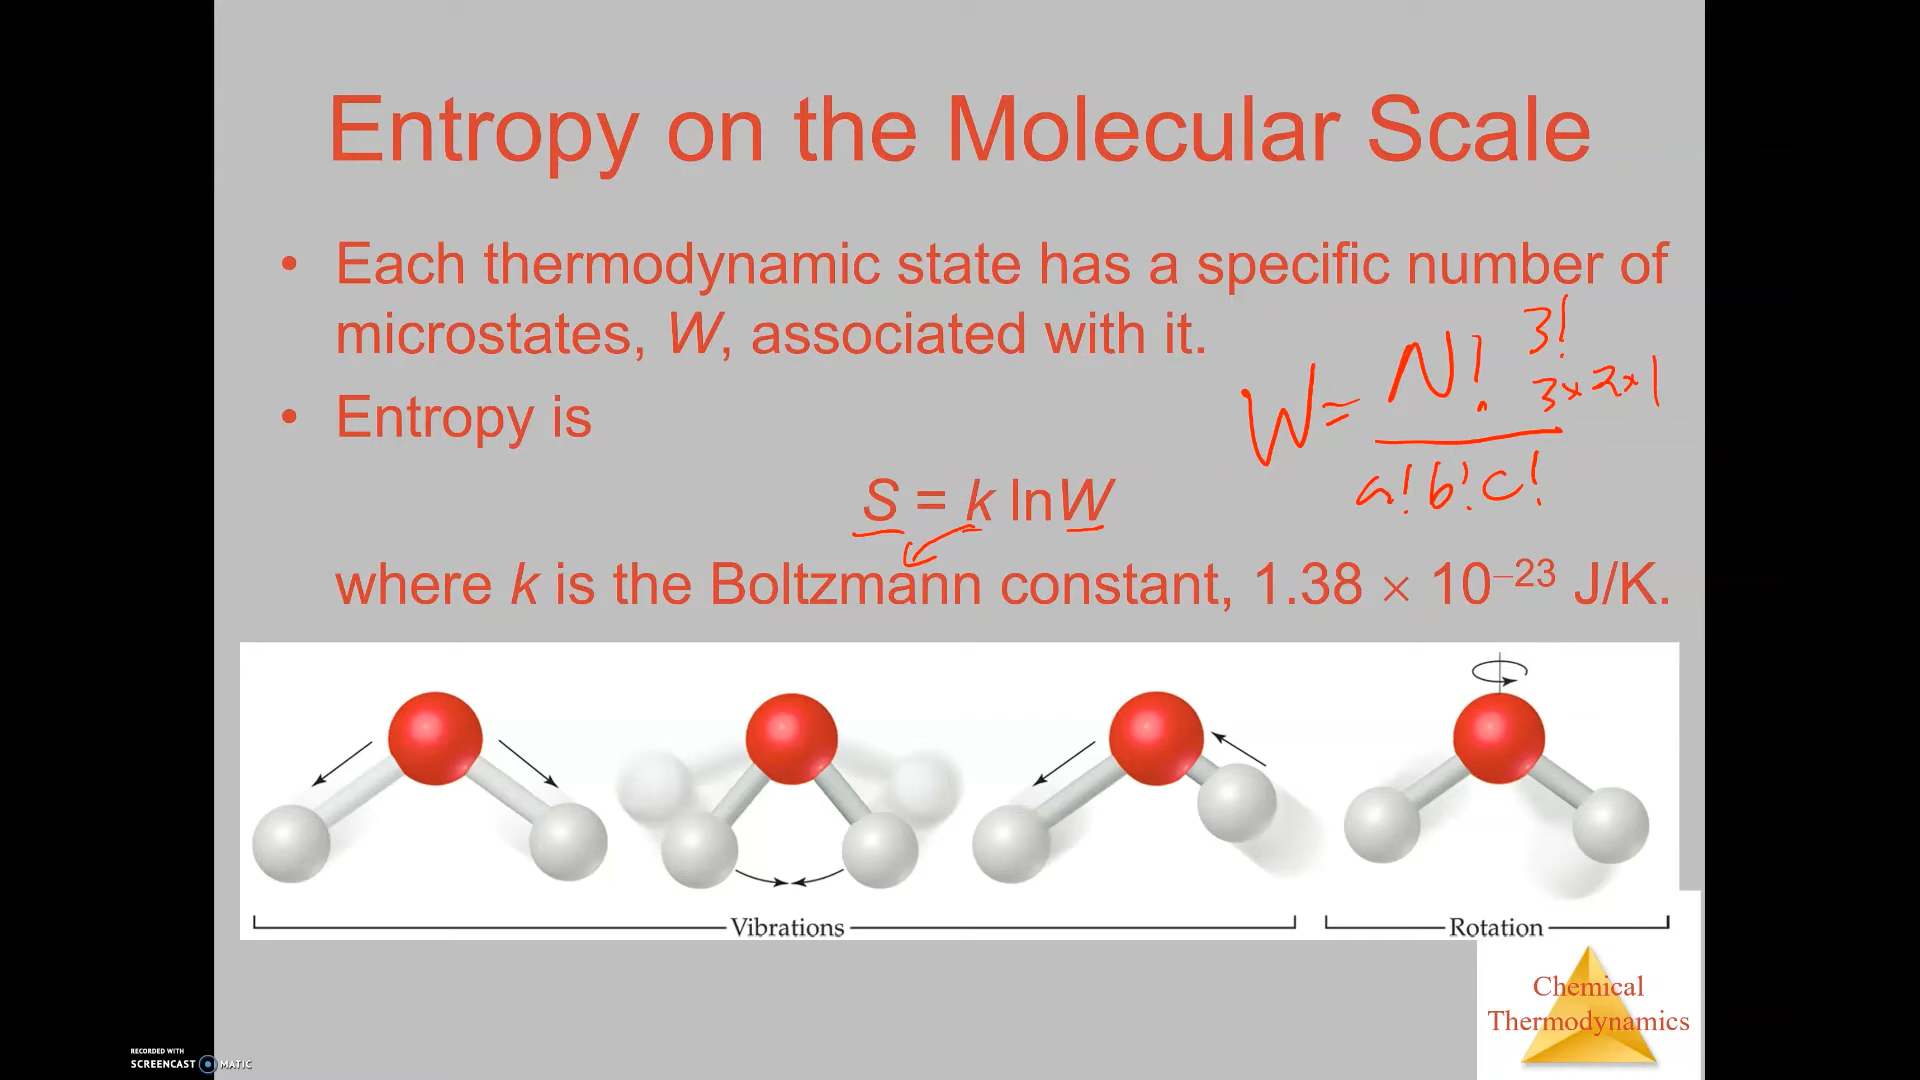 Entropy on the Molecular Scale
• Each thermodynamic state has a specific number of
microstates, W, associated with it.
• Entropy is
S = k lnW
where k is the Boltzmann constant, 1.38 × 10⁻²³ J/K.
W = N!
a! b! c!
3!
3 x 2 x 1
Vibrations
Rotation
Chemical
Thermodynamics
RECORDED WITH
SCREENCAST MATIC